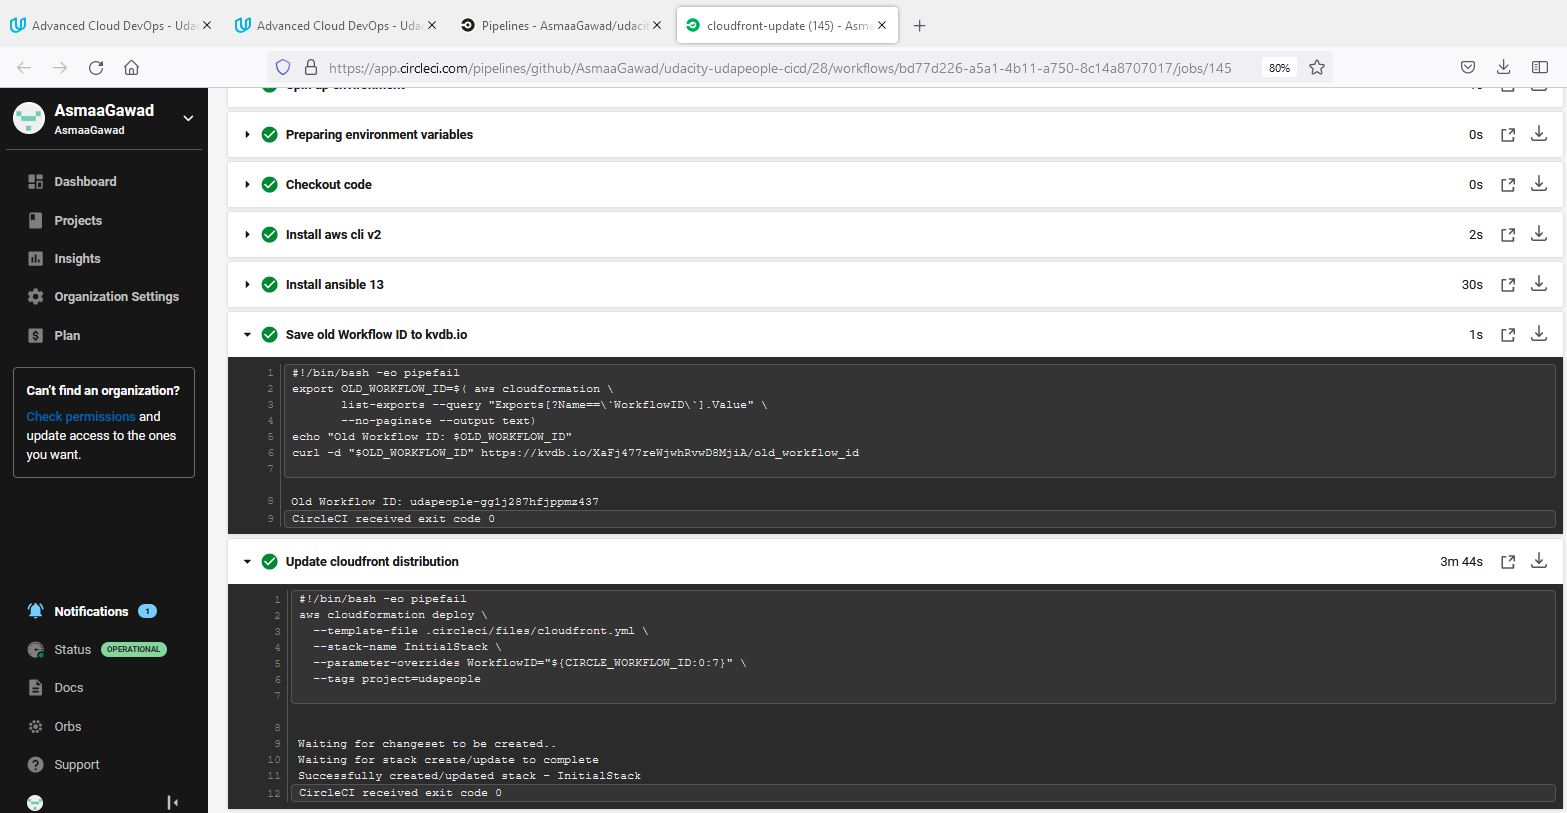 Advanced Cloud DevOps - Uda
Advanced Cloud DevOps - Uda
Pipelines - AsmaaGawad/udaci
cloudfront-update (145) - Asma
https://app.circleci.com/pipelines/github/AsmaaGawad/udacity-udapeople-cicd/28/workflows/bd77d226-a5a1-4b11-a750-8c14a8707017/jobs/145
80%
AsmaaGawad
AsmaaGawad
Dashboard
Projects
Insights
Organization Settings
Plan
Can't find an organization?
Check permissions and
update access to the ones
you want.
Notifications 1
Status OPERATIONAL
Docs
Orbs
Support
Spin up environment
Preparing environment variables 0s
Checkout code 0s
Install aws cli v2 2s
Install ansible 13 30s
Save old Workflow ID to kvdb.io 1s
1 #!/bin/bash -eo pipefail
2 export OLD_WORKFLOW_ID=$( aws cloudformation \
3 list-exports --query "Exports[?Name==\`WorkflowID\`].Value" \
4 --no-paginate --output text)
5 echo "Old Workflow ID: $OLD_WORKFLOW_ID"
6 curl -d "$OLD_WORKFLOW_ID" https://kvdb.io/XaFj477reWjwhRvwD8MjiA/old_workflow_id
7
8 Old Workflow ID: udapeople-gg1j287hfjppmz437
9 CircleCI received exit code 0
Update cloudfront distribution 3m 44s
1 #!/bin/bash -eo pipefail
2 aws cloudformation deploy \
3 --template-file .circleci/files/cloudfront.yml \
4 --stack-name InitialStack \
5 --parameter-overrides WorkflowID="${CIRCLE_WORKFLOW_ID:0:7}" \
6 --tags project=udapeople
7
8
9 Waiting for changeset to be created..
10 Waiting for stack create/update to complete
11 Successfully created/updated stack - InitialStack
12 CircleCI received exit code 0